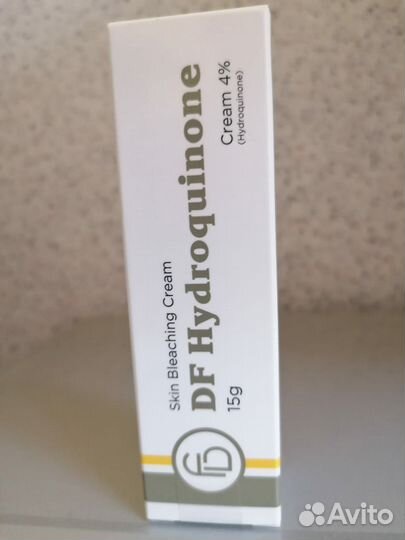 Skin Bleaching Cream
DF Hydroquinone
15g
Cream 4%
(Hydroquinone)
Avito